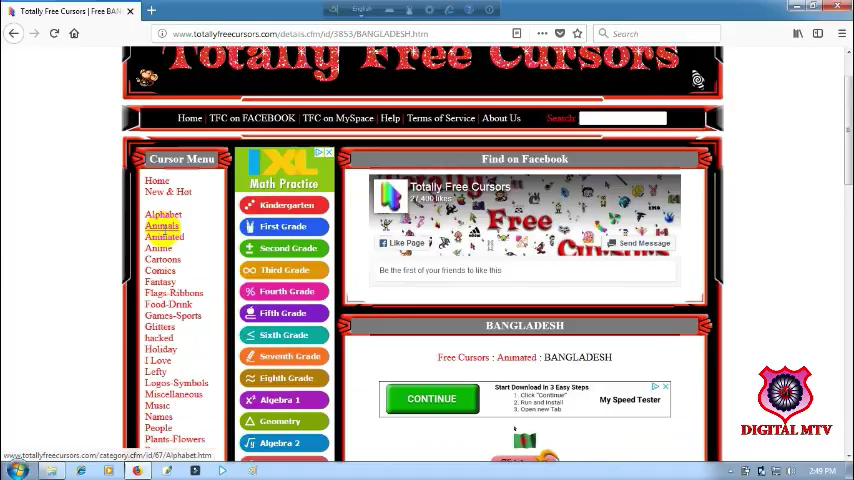 Totally Free Cursors | Free BAN
English
www.totallyfreecursors.com/details.cfm/id/3853/BANGLADESH.htm
Search
Totally Free Cursors
Home | TFC on FACEBOOK | TFC on MySpace | Help | Terms of Service | About Us
Search:
Cursor Menu
Home
New & Hot
Alphabet
Animals
Animated
Anime
Cartoons
Comics
Fantasy
Flags-Ribbons
Food-Drink
Games-Sports
Glitters
hacked
Holiday
I Love
Lefty
Logos-Symbols
Miscellaneous
Music
Names
People
Plants-Flowers
IXL
Math Practice
Kindergarten
First Grade
Second Grade
Third Grade
Fourth Grade
Fifth Grade
Sixth Grade
Seventh Grade
Eighth Grade
Algebra 1
Geometry
Algebra 2
Find on Facebook
Totally Free Cursors
27,400 likes
Free
Cursors
Like Page
Send Message
Be the first of your friends to like this
BANGLADESH
Free Cursors : Animated : BANGLADESH
CONTINUE
Start Download in 3 Easy Steps
1. Click "Continue"
2. Run and Install
3. Open new Tab
My Speed Tester
DIGITAL MTV
www.totallyfreecursors.com/category.cfm/id/67/Alphabet.htm
2:49 PM